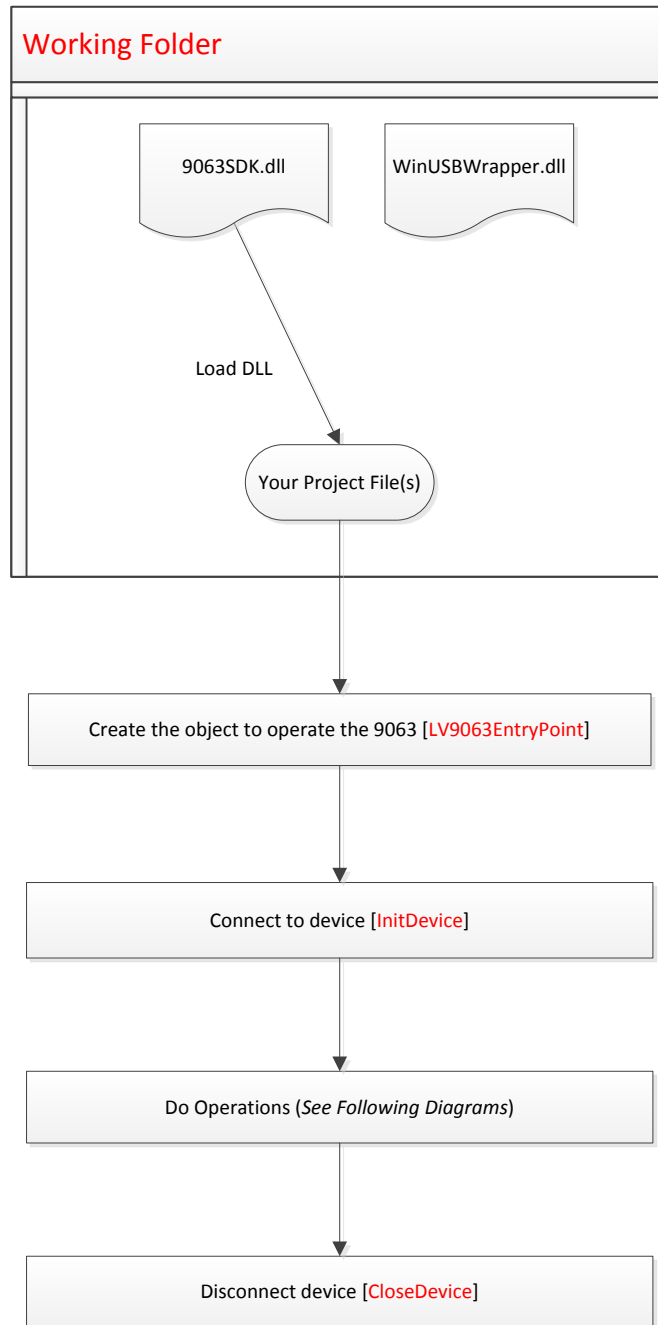 Working Folder
9063SDK.dll
WinUSBWrapper.dll
Load DLL
Your Project File(s)
Create the object to operate the 9063 [LV9063EntryPoint]
Connect to device [InitDevice]
Do Operations (See Following Diagrams)
Disconnect device [CloseDevice]